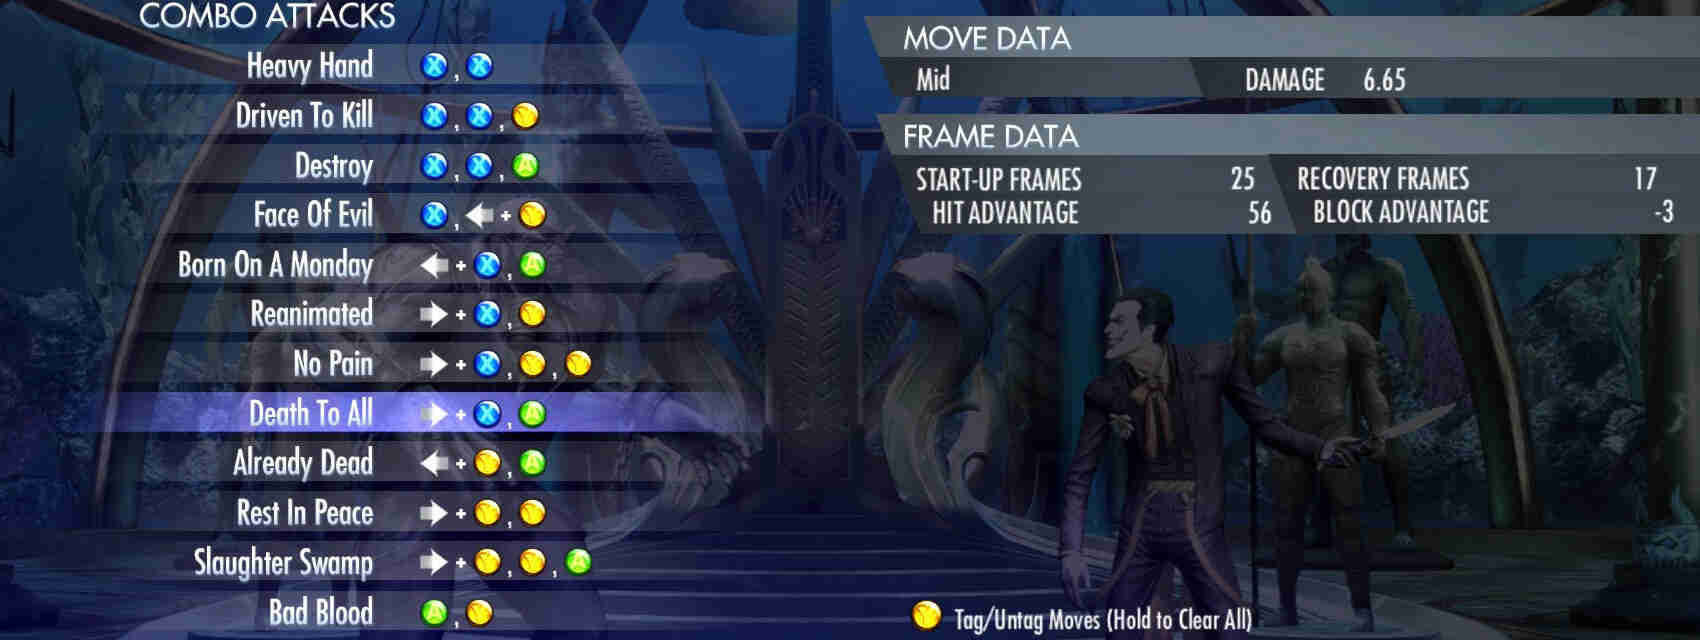 COMBO ATTACKS
Heavy Hand X, X
Driven To Kill X, X, Y
Destroy X, X, A
Face Of Evil X, + Y
Born On A Monday + X, A
Reanimated + X, Y
No Pain + X, Y, Y
Death To All + X, A
Already Dead + Y, A
Rest In Peace + Y, Y
Slaughter Swamp + Y, Y, A
Bad Blood A, Y
MOVE DATA
Mid DAMAGE 6.65
FRAME DATA
START-UP FRAMES 25 RECOVERY FRAMES 17
HIT ADVANTAGE 56 BLOCK ADVANTAGE -3
Y Tag/Untag Moves (Hold to Clear All)